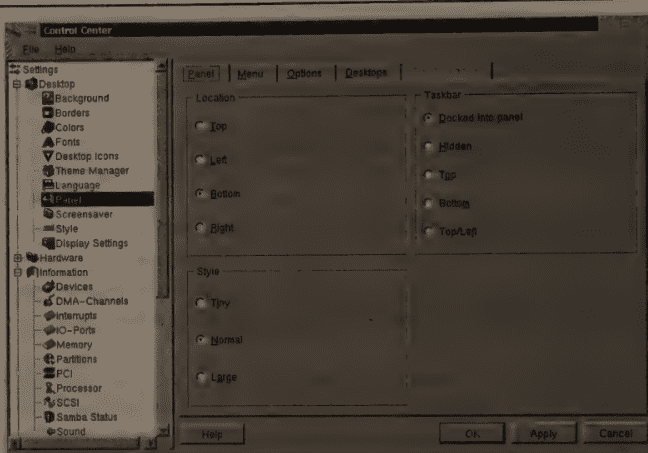 Control Center
File Help
Settings
Desktop
Background
Borders
Colors
Fonts
Desktop Icons
Theme Manager
Language
Panel
Screensaver
Style
Display Settings
Hardware
Information
Devices
DMA-Channels
Interrupts
IO-Ports
Memory
Partitions
PCI
Processor
SCSI
Samba Status
Sound
Panel Menu Options Desktops
Location
Top
Left
Bottom
Right
Taskbar
Docked into panel
Hidden
Top
Bottom
Top/Left
Style
Tiny
Normal
Large
Help OK Apply Cancel